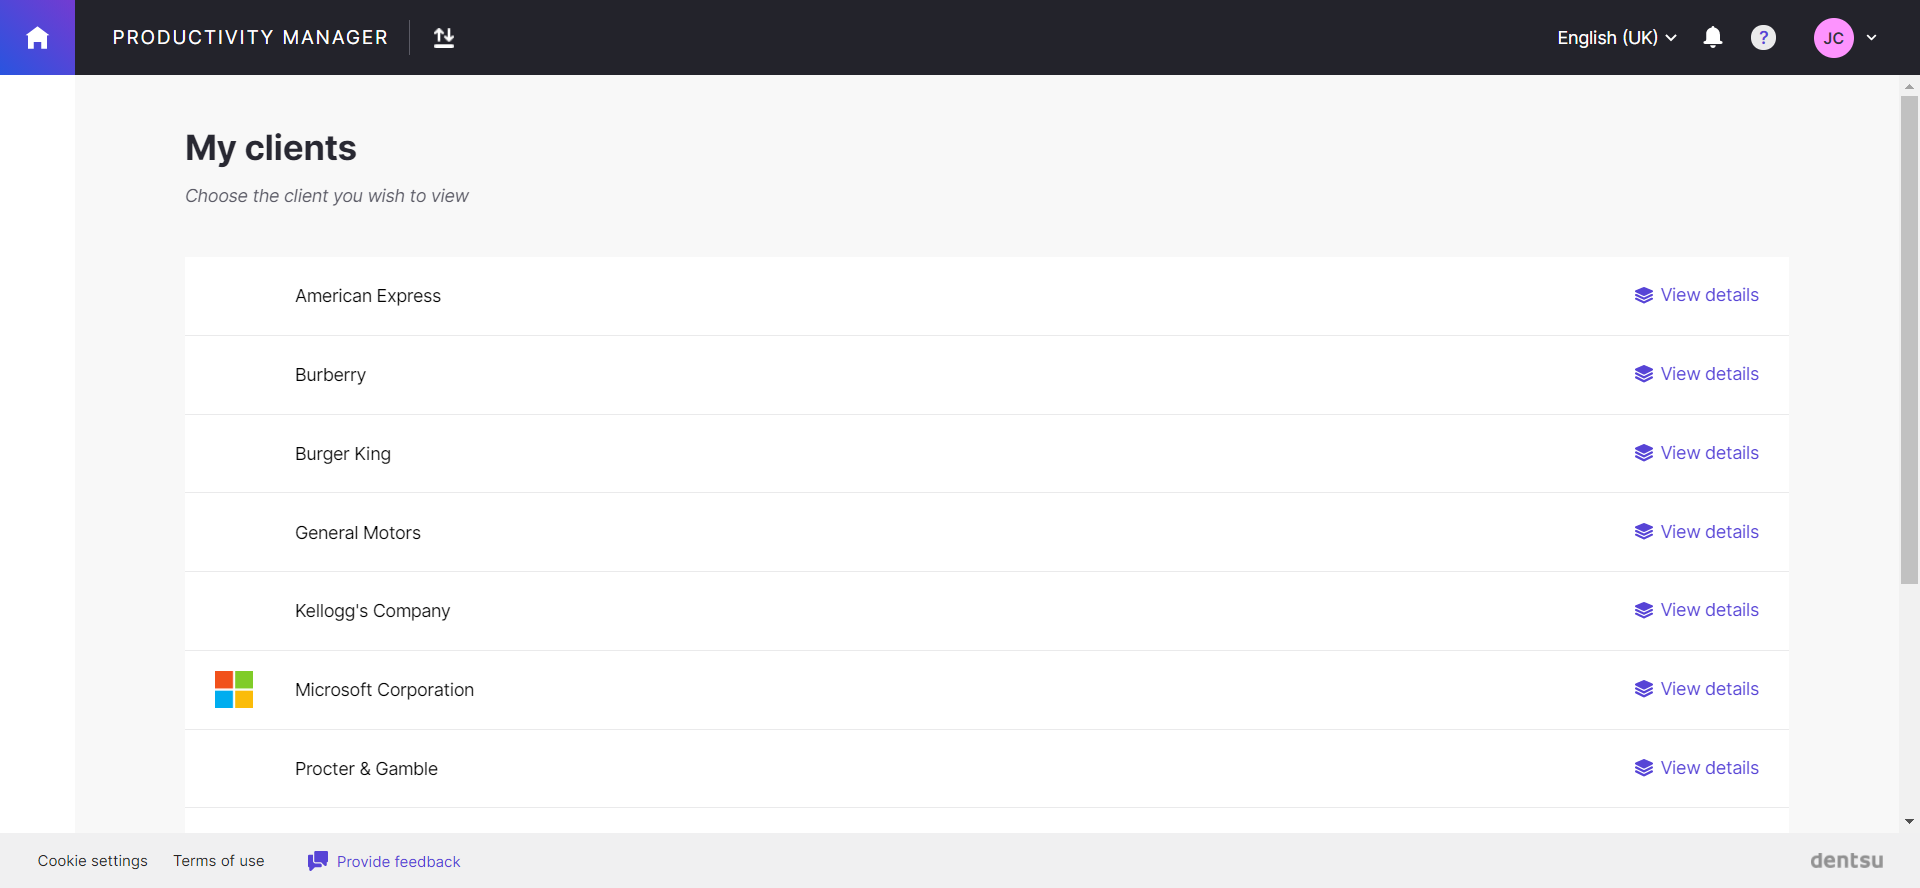 PRODUCTIVITY MANAGER
English (UK)
?
JC
My clients
Choose the client you wish to view
American Express View details
Burberry View details
Burger King View details
General Motors View details
Kellogg's Company View details
Microsoft Corporation View details
Procter & Gamble View details
Cookie settings Terms of use Provide feedback dentsu